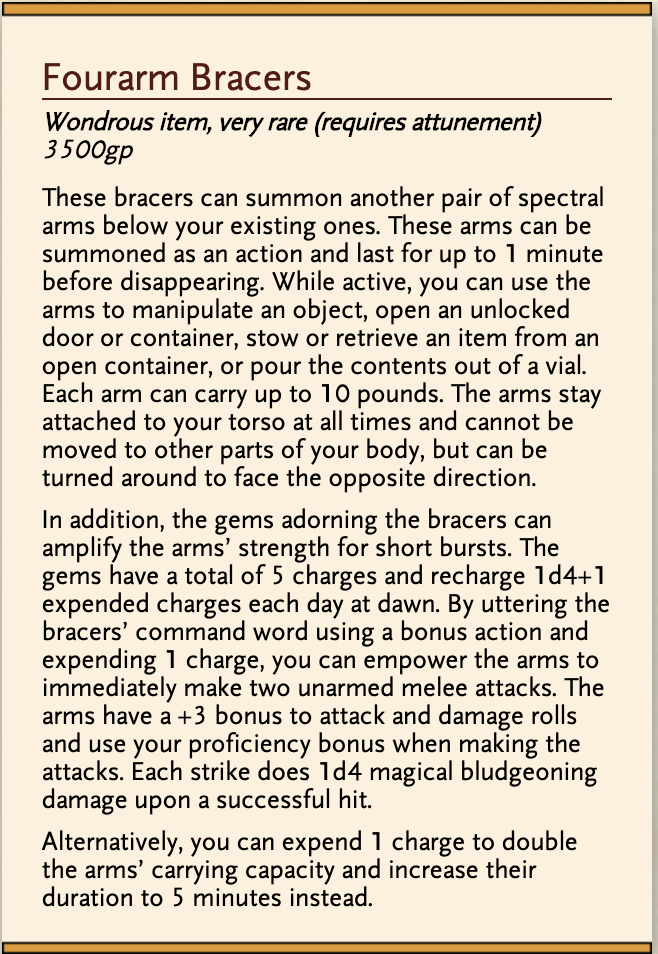 Fourarm Bracers
Wondrous item, very rare (requires attunement)
3500gp
These bracers can summon another pair of spectral
arms below your existing ones. These arms can be
summoned as an action and last for up to 1 minute
before disappearing. While active, you can use the
arms to manipulate an object, open an unlocked
door or container, stow or retrieve an item from an
open container, or pour the contents out of a vial.
Each arm can carry up to 10 pounds. The arms stay
attached to your torso at all times and cannot be
moved to other parts of your body, but can be
turned around to face the opposite direction.
In addition, the gems adorning the bracers can
amplify the arms’ strength for short bursts. The
gems have a total of 5 charges and recharge 1d4+1
expended charges each day at dawn. By uttering the
bracers’ command word using a bonus action and
expending 1 charge, you can empower the arms to
immediately make two unarmed melee attacks. The
arms have a +3 bonus to attack and damage rolls
and use your proficiency bonus when making the
attacks. Each strike does 1d4 magical bludgeoning
damage upon a successful hit.
Alternatively, you can expend 1 charge to double
the arms’ carrying capacity and increase their
duration to 5 minutes instead.